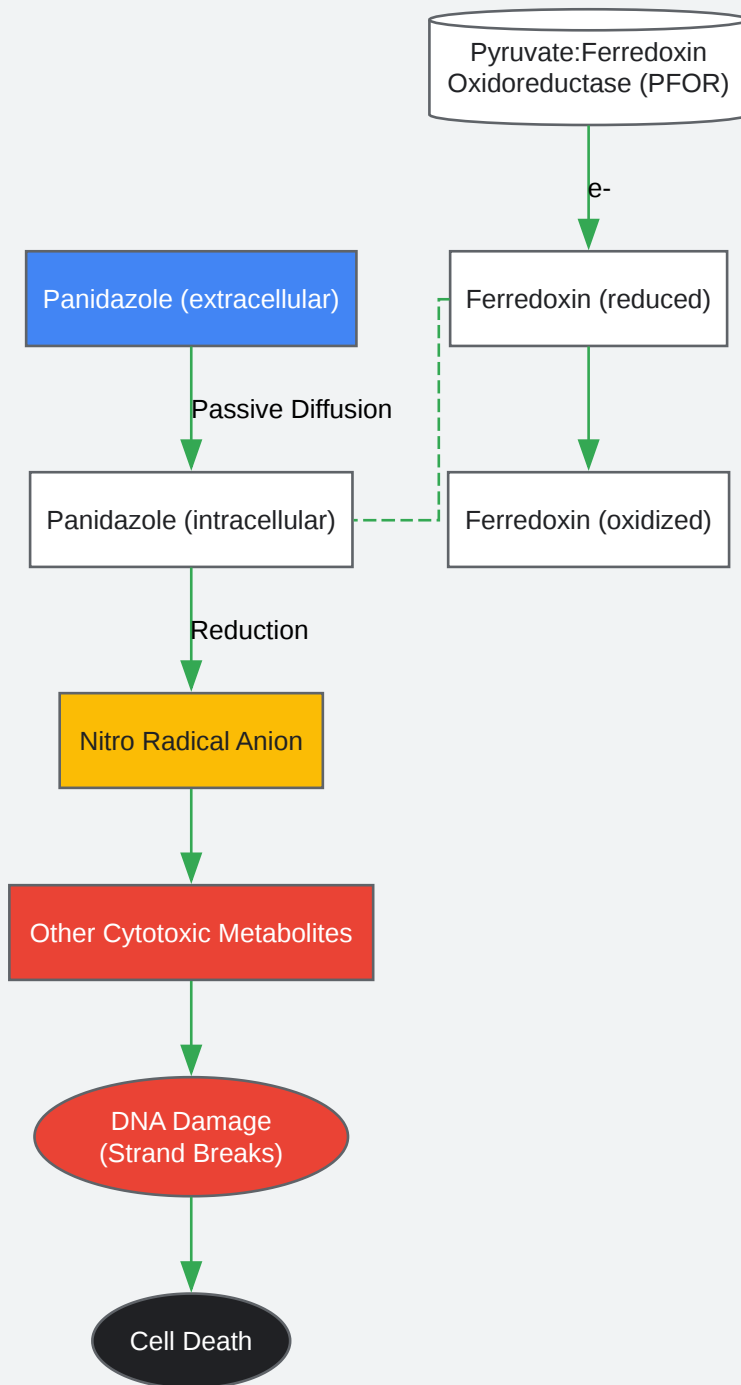 Pyruvate:Ferredoxin
Oxidoreductase (PFOR)
e-
Panidazole (extracellular)
Ferredoxin (reduced)
Passive Diffusion
Panidazole (intracellular)
Ferredoxin (oxidized)
Reduction
Nitro Radical Anion
Other Cytotoxic Metabolites
DNA Damage
(Strand Breaks)
Cell Death